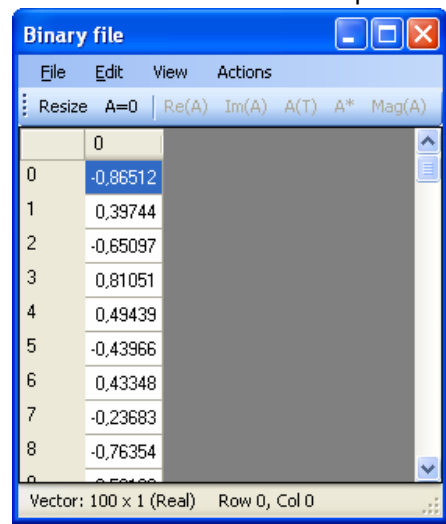 Binary file
File Edit View Actions
Resize A=0 Re(A) Im(A) A(T) A* Mag(A)
0
0 -0,86512
1 0,39744
2 -0,65097
3 0,81051
4 0,49439
5 -0,43966
6 0,43348
7 -0,23683
8 -0,76354
Vector: 100 x 1 (Real) Row 0, Col 0